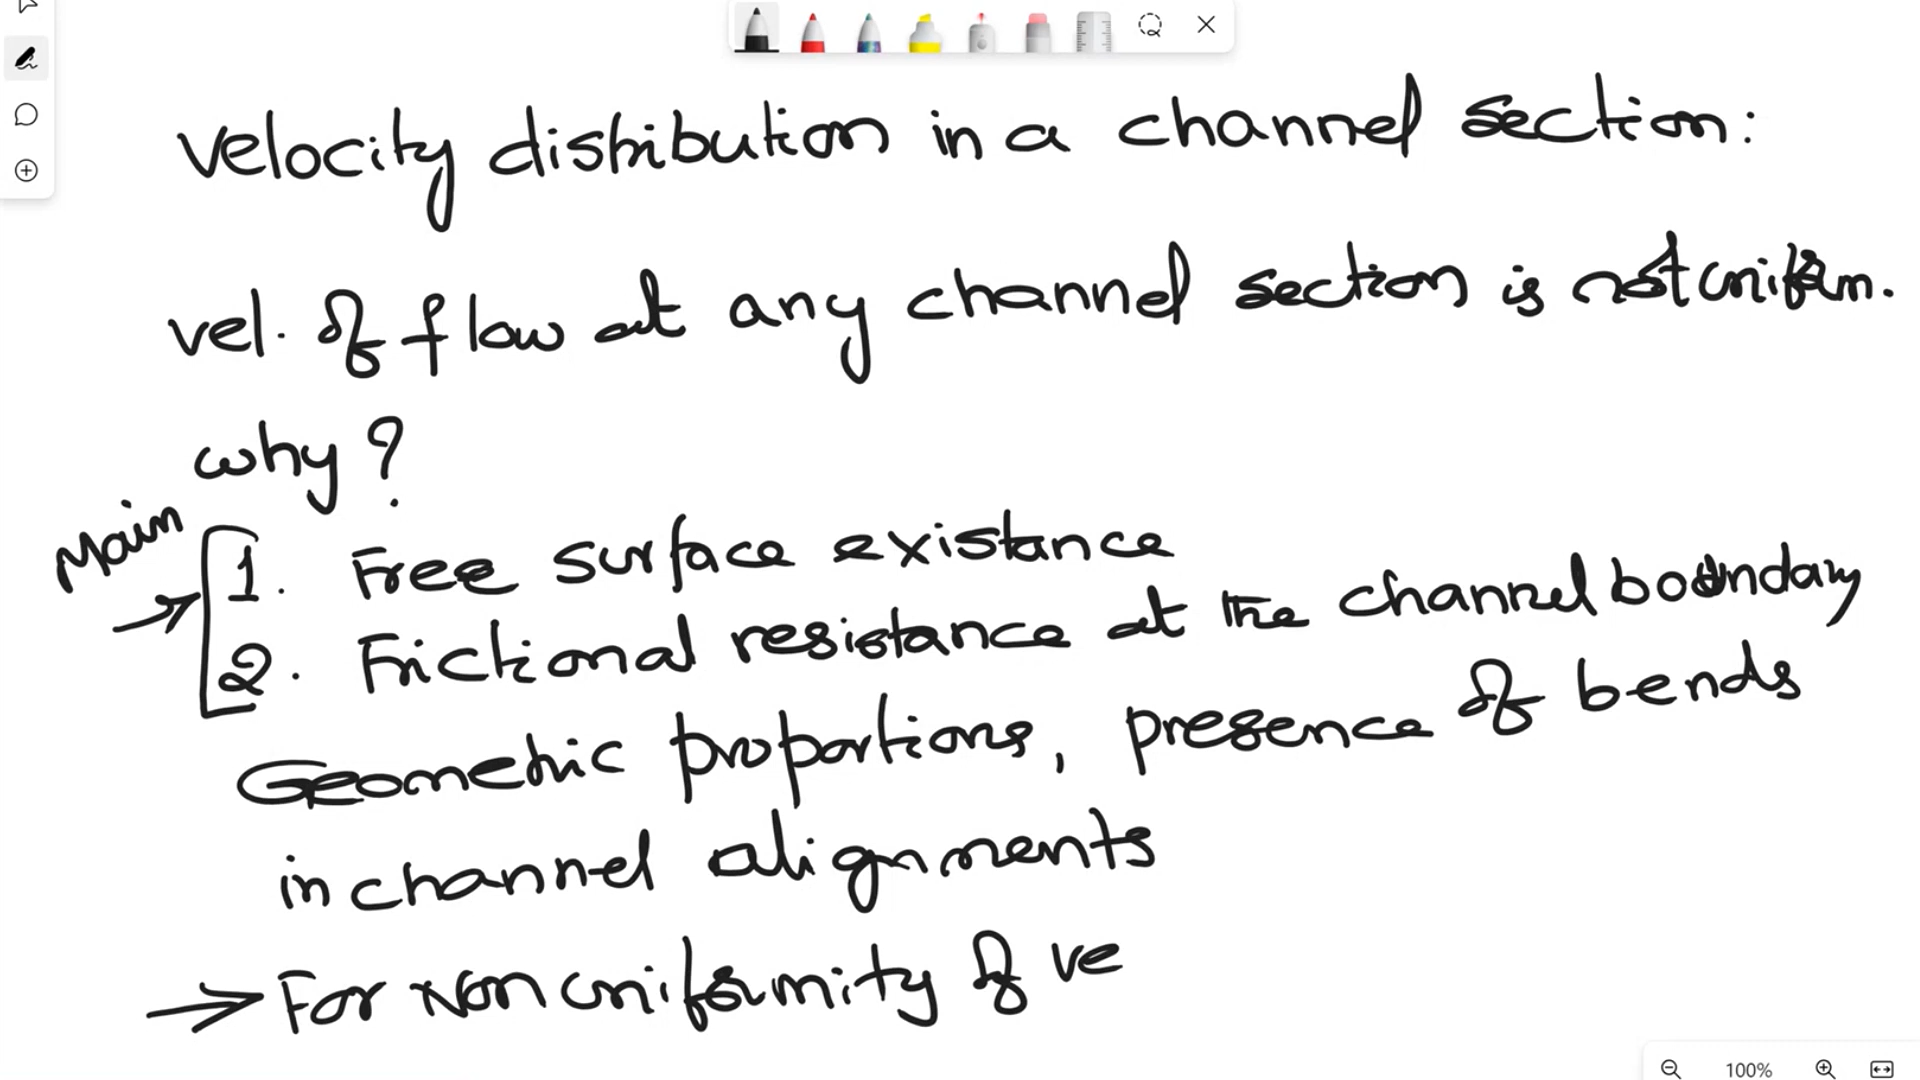 velocity distribution in a channel section:
vel. of flow at any channel section is not uniform.
why?
Main
1. Free surface existance
2. Frictional resistance at the channel boundary
Geometric proportions, presence of bends
in channel alignments
→ For Non uniformity of ve
100%